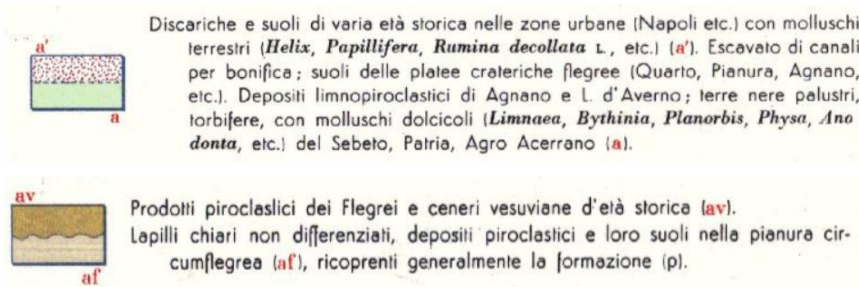 a'
Discariche e suoli di varia età storica nelle zone urbane (Napoli etc.) con molluschi
terrestri (Helix, Papillifera, Rumina decollata L., etc.) (a'). Escavato di canali
per bonifica; suoli delle platee crateriche flegree (Quarto, Pianura, Agnano,
etc.). Depositi limnopiroclastici di Agnano e L. d'Averno; terre nere palustri,
torbifere, con molluschi dolcicoli (Limnaea, Bythinia, Planorbis, Physa, Ano
donta, etc.) del Sebeto, Patria, Agro Acerrano (a).
a
av
Prodotti piroclaslici dei Flegrei e ceneri vesuviane d'età storica (av).
Lapilli chiari non differenziati, depositi piroclastici e loro suoli nella pianura cir-
cumflegrea (af), ricoprenti generalmente la formazione (p).
af